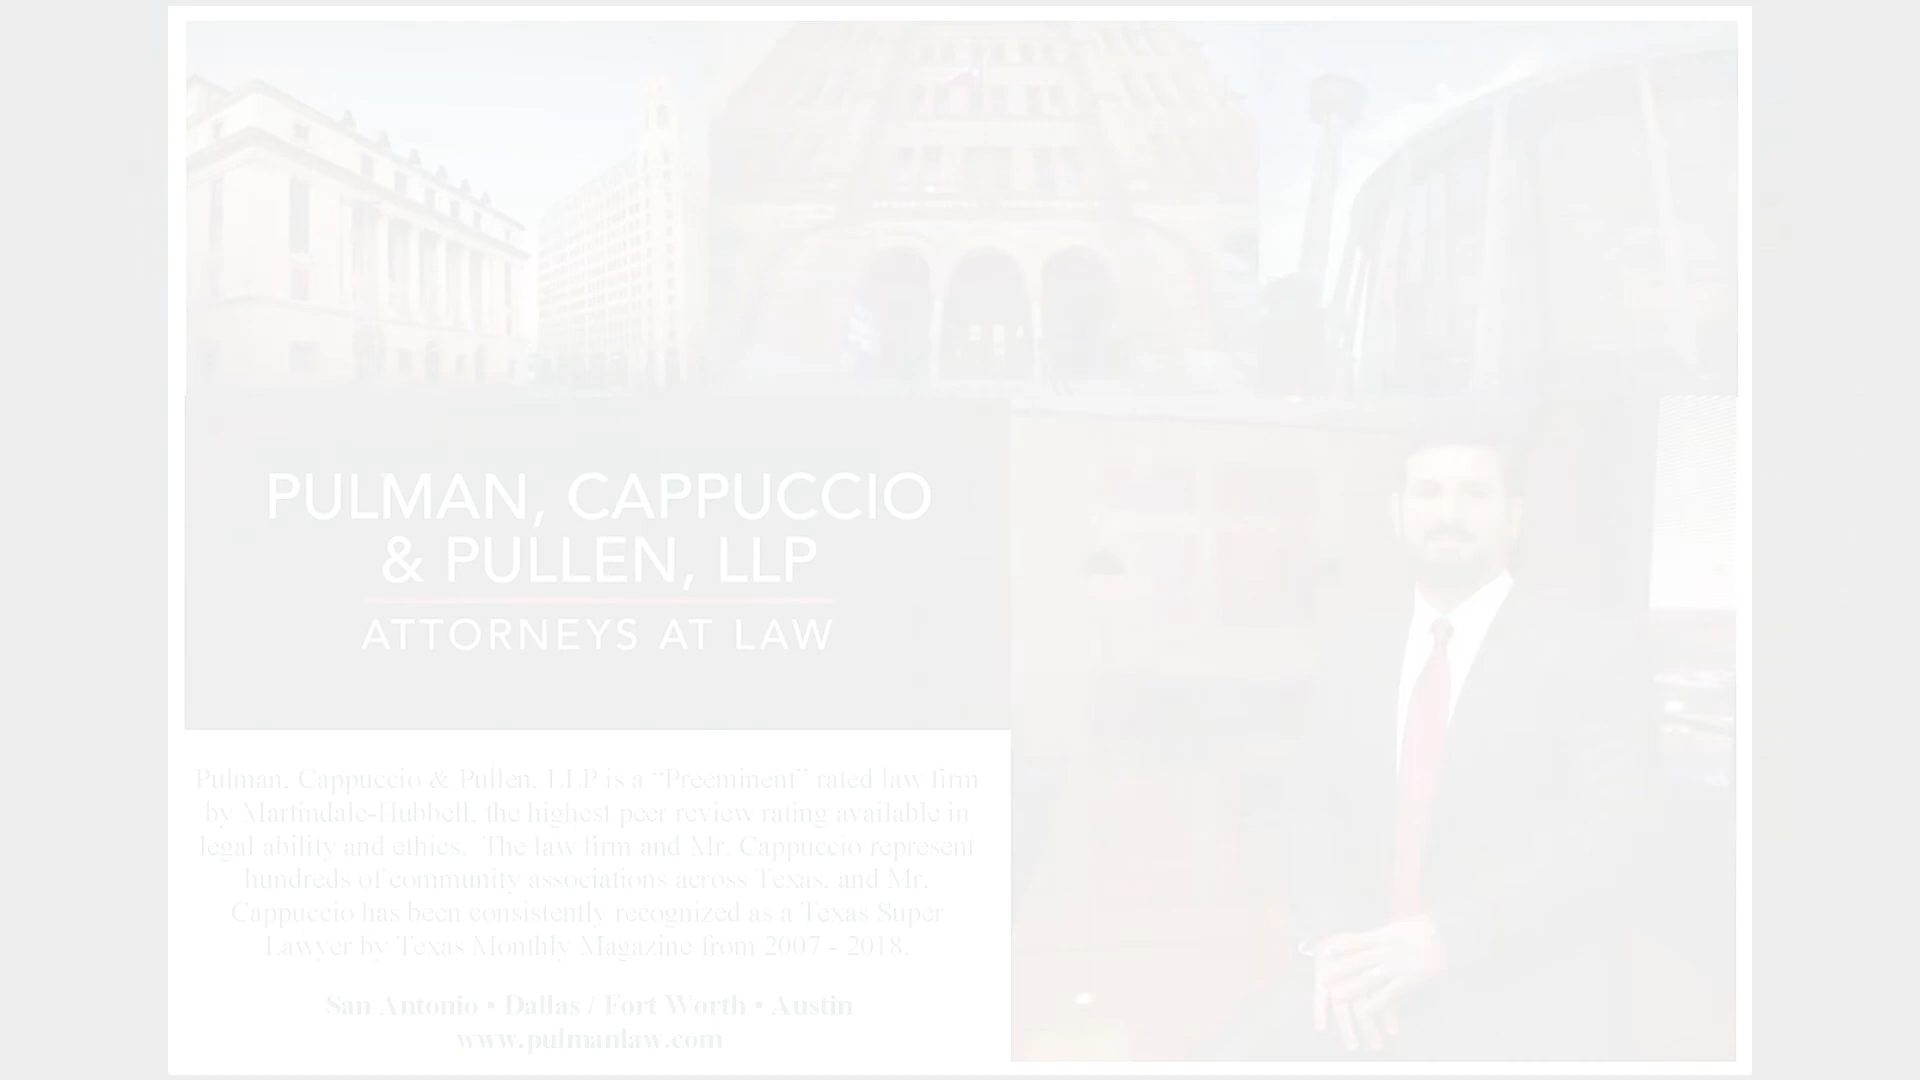 PULMAN, CAPPUCCIO
& PULLEN, LLP
ATTORNEYS AT LAW
Pulman, Cappuccio & Pullen, LLP is a “Preeminent” rated law firm
by Martindale-Hubbell, the highest peer review rating available in
legal ability and ethics.  The law firm and Mr. Cappuccio represent
hundreds of community associations across Texas, and Mr.
Cappuccio has been consistently recognized as a Texas Super
Lawyer by Texas Monthly Magazine from 2007 - 2018.
San Antonio ▪ Dallas / Fort Worth ▪ Austin
www.pulmanlaw.com